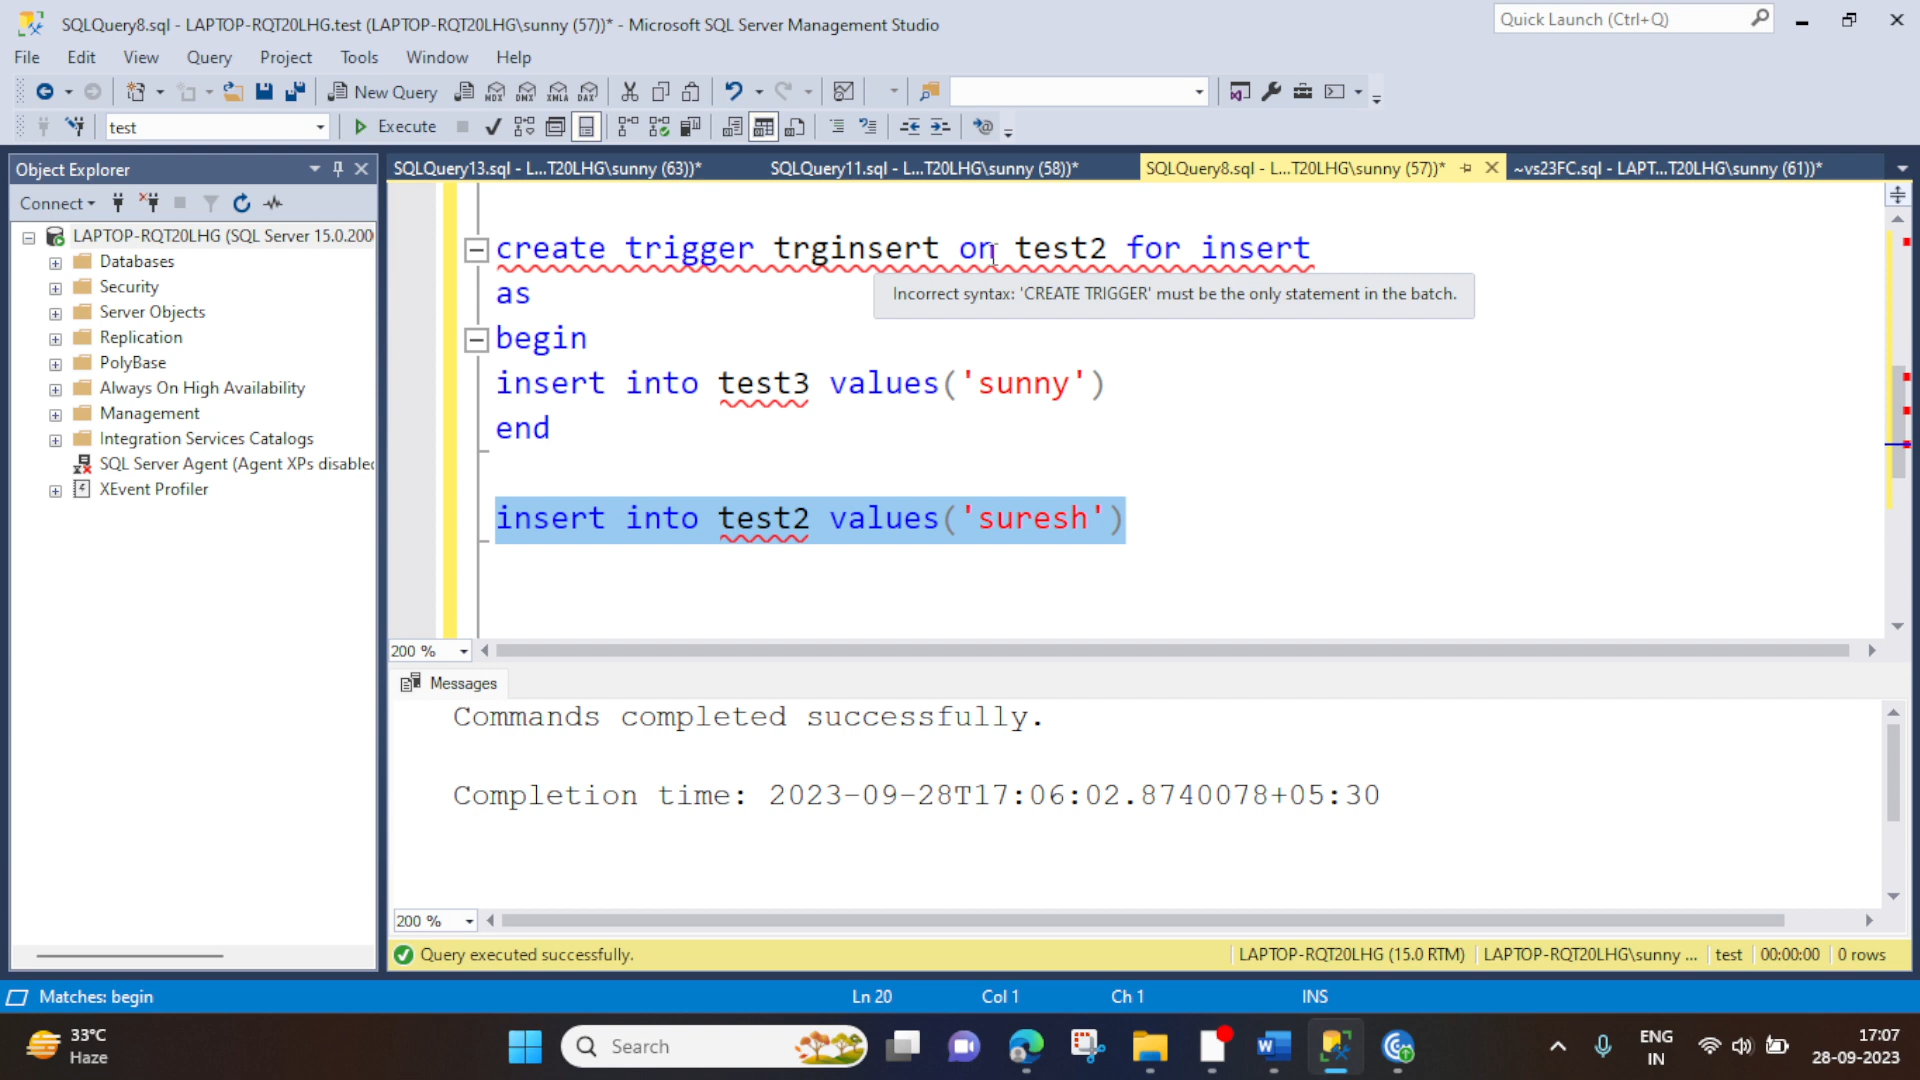 SQLQuery8.sql - LAPTOP-RQT20LHG.test (LAPTOP-RQT20LHG\sunny (57))* - Microsoft SQL Server Management Studio
Quick Launch (Ctrl+Q)
File Edit View Query Project Tools Window Help
New Query MDX DMX XMLA DAX
test Execute
Object Explorer
SQLQuery13.sql - L...T20LHG\sunny (63))* SQLQuery11.sql - L...T20LHG\sunny (58))* SQLQuery8.sql - L...T20LHG\sunny (57))* ~vs23FC.sql - LAPT...T20LHG\sunny (61))*
Connect
LAPTOP-RQT20LHG (SQL Server 15.0.200
Databases
Security
Server Objects
Replication
PolyBase
Always On High Availability
Management
Integration Services Catalogs
SQL Server Agent (Agent XPs disabled
XEvent Profiler
create trigger trginsert on test2 for insert
Incorrect syntax: 'CREATE TRIGGER' must be the only statement in the batch.
as
begin
insert into test3 values('sunny')
end
insert into test2 values('suresh')
200 %
Messages
Commands completed successfully.
Completion time: 2023-09-28T17:06:02.8740078+05:30
200 %
Query executed successfully. LAPTOP-RQT20LHG (15.0 RTM) LAPTOP-RQT20LHG\sunny ... test 00:00:00 0 rows
Matches: begin Ln 20 Col 1 Ch 1 INS
33°C
Haze
Search
ENG
IN
17:07
28-09-2023